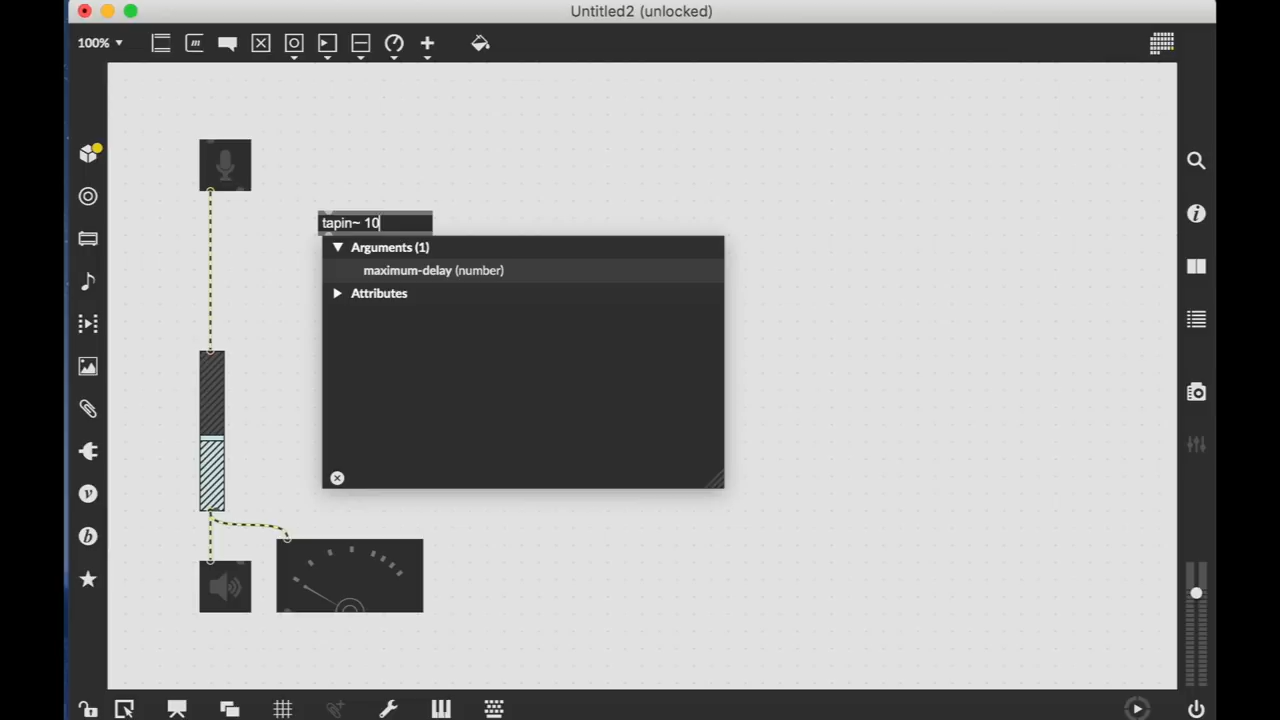 Untitled2 (unlocked)
100%
m
tapin~ 10
Arguments (1)
maximum-delay (number)
Attributes
v
b